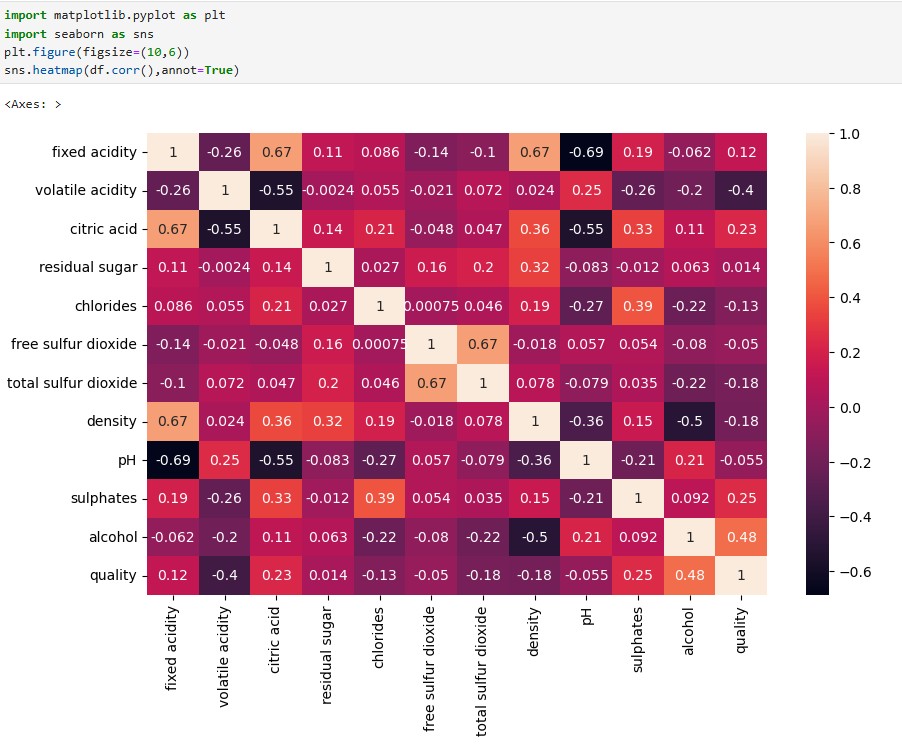 import matplotlib.pyplot as plt
import seaborn as sns
plt.figure(figsize=(10,6))
sns.heatmap(df.corr(),annot=True)
<Axes: >
fixed acidity 1 -0.26 0.67 0.11 0.086 -0.14 -0.1 0.67 -0.69 0.19 -0.062 0.12
volatile acidity -0.26 1 -0.55 -0.0024 0.055 -0.021 0.072 0.024 0.25 -0.26 -0.2 -0.4
citric acid 0.67 -0.55 1 0.14 0.21 -0.048 0.047 0.36 -0.55 0.33 0.11 0.23
residual sugar 0.11 -0.0024 0.14 1 0.027 0.16 0.2 0.32 -0.083 -0.012 0.063 0.014
chlorides 0.086 0.055 0.21 0.027 1 0.00075 0.046 0.19 -0.27 0.39 -0.22 -0.13
free sulfur dioxide -0.14 -0.021 -0.048 0.16 0.00075 1 0.67 -0.018 0.057 0.054 -0.08 -0.05
total sulfur dioxide -0.1 0.072 0.047 0.2 0.046 0.67 1 0.078 -0.079 0.035 -0.22 -0.18
density 0.67 0.024 0.36 0.32 0.19 -0.018 0.078 1 -0.36 0.15 -0.5 -0.18
pH -0.69 0.25 -0.55 -0.083 -0.27 0.057 -0.079 -0.36 1 -0.21 0.21 -0.055
sulphates 0.19 -0.26 0.33 -0.012 0.39 0.054 0.035 0.15 -0.21 1 0.092 0.25
alcohol -0.062 -0.2 0.11 0.063 -0.22 -0.08 -0.22 -0.5 0.21 0.092 1 0.48
quality 0.12 -0.4 0.23 0.014 -0.13 -0.05 -0.18 -0.18 -0.055 0.25 0.48 1
fixed acidity
volatile acidity
citric acid
residual sugar
chlorides
free sulfur dioxide
total sulfur dioxide
density
pH
sulphates
alcohol
quality
1.0
0.8
0.6
0.4
0.2
0.0
−0.2
−0.4
−0.6